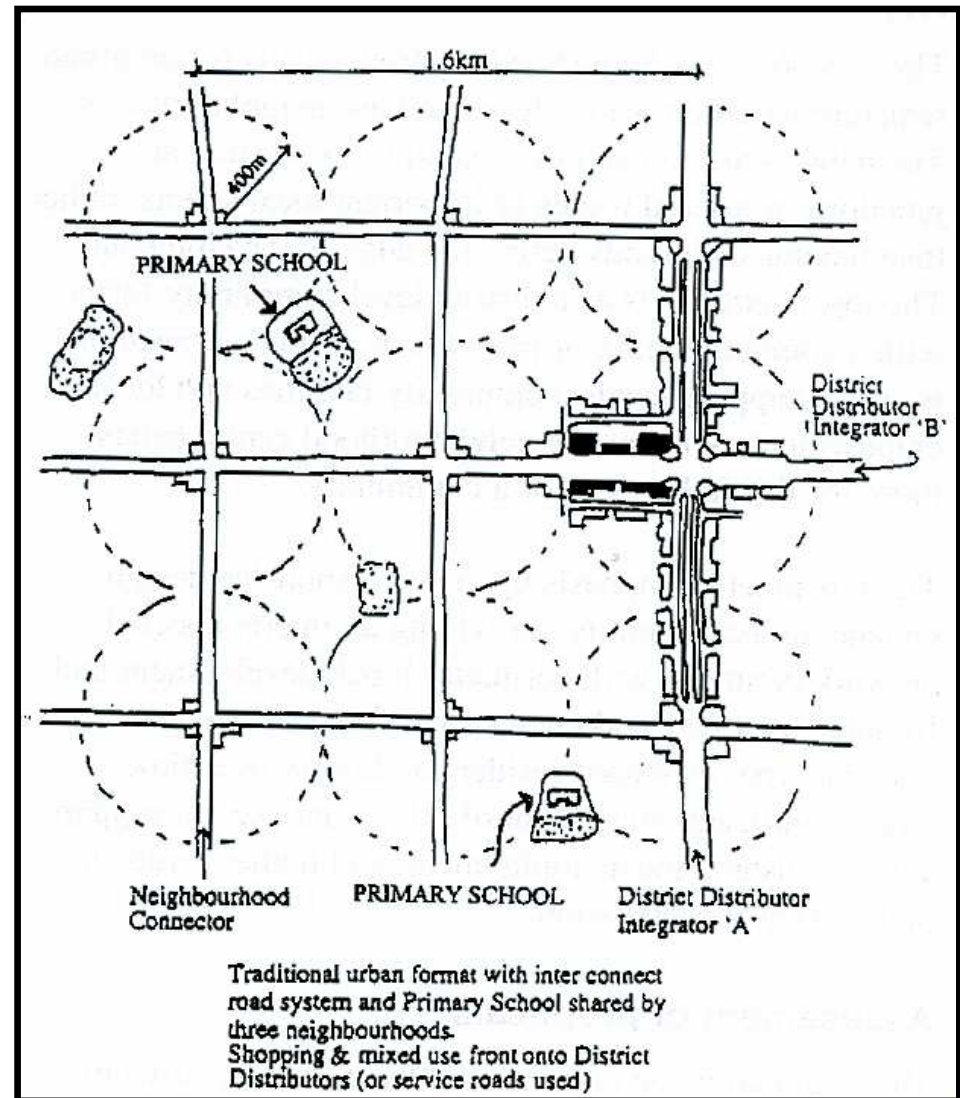 1.6km
400m
PRIMARY SCHOOL
District
Distributor
Integrator 'B'
Neighbourhood
Connector
PRIMARY SCHOOL
District Distributor
Integrator 'A'
Traditional urban format with inter connect
road system and Primary School shared by
three neighbourhoods.
Shopping & mixed use front onto District
Distributors (or service roads used)